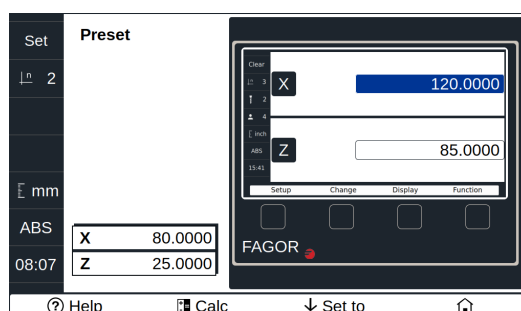 Set
Preset
n 2
mm
ABS
08:07
X 80.0000
Z 25.0000
Clear
n 3
2
4
inch
ABS
15:41
X 120.0000
Z 85.0000
Setup Change Display Function
FAGOR
? Help Calc Set to